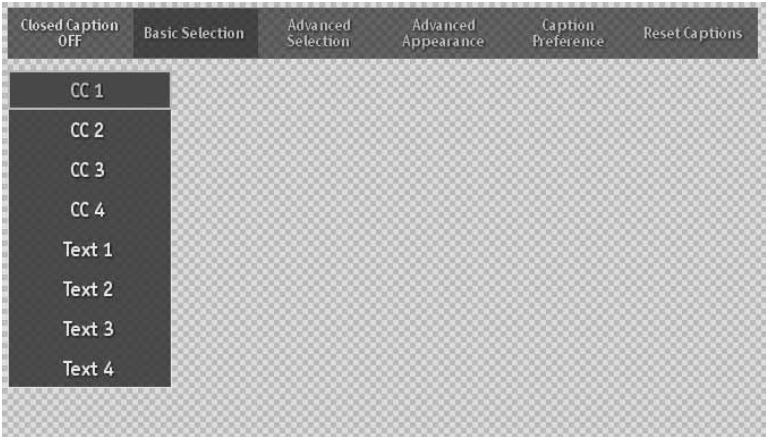 Closed Caption
OFF
Basic Selection
Advanced
Selection
Advanced
Appearance
Caption
Preference
Reset Captions
CC 1
CC 2
CC 3
CC 4
Text 1
Text 2
Text 3
Text 4